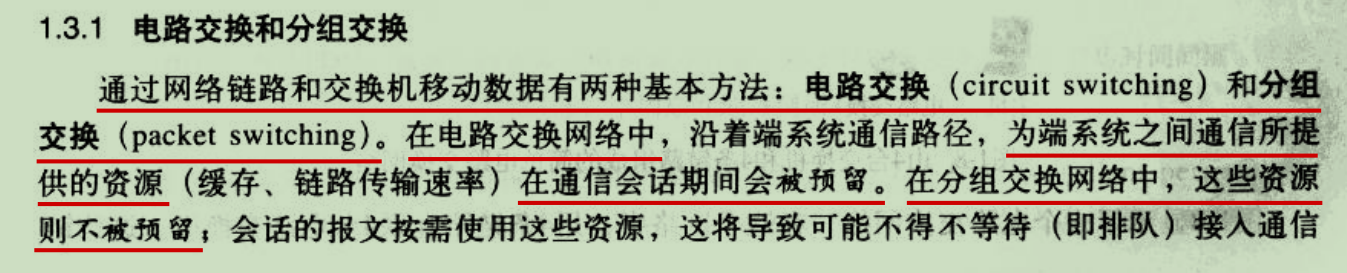 1.3.1 电路交换和分组交换
通过网络链路和交换机移动数据有两种基本方法：电路交换（circuit switching）和分组
交换（packet switching）。在电路交换网络中，沿着端系统通信路径，为端系统之间通信所提
供的资源（缓存、链路传输速率）在通信会话期间会被预留。在分组交换网络中，这些资源
则不被预留；会话的报文按需使用这些资源，这将导致可能不得不等待（即排队）接入通信